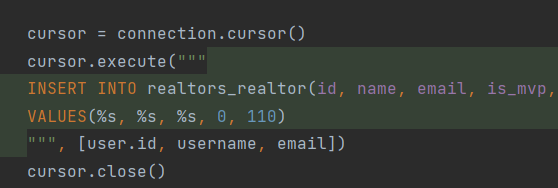 cursor = connection.cursor()
cursor.execute("""
INSERT INTO realtors_realtor(id, name, email, is_mvp,
VALUES(%s, %s, %s, 0, 110)
""", [user.id, username, email])
cursor.close()